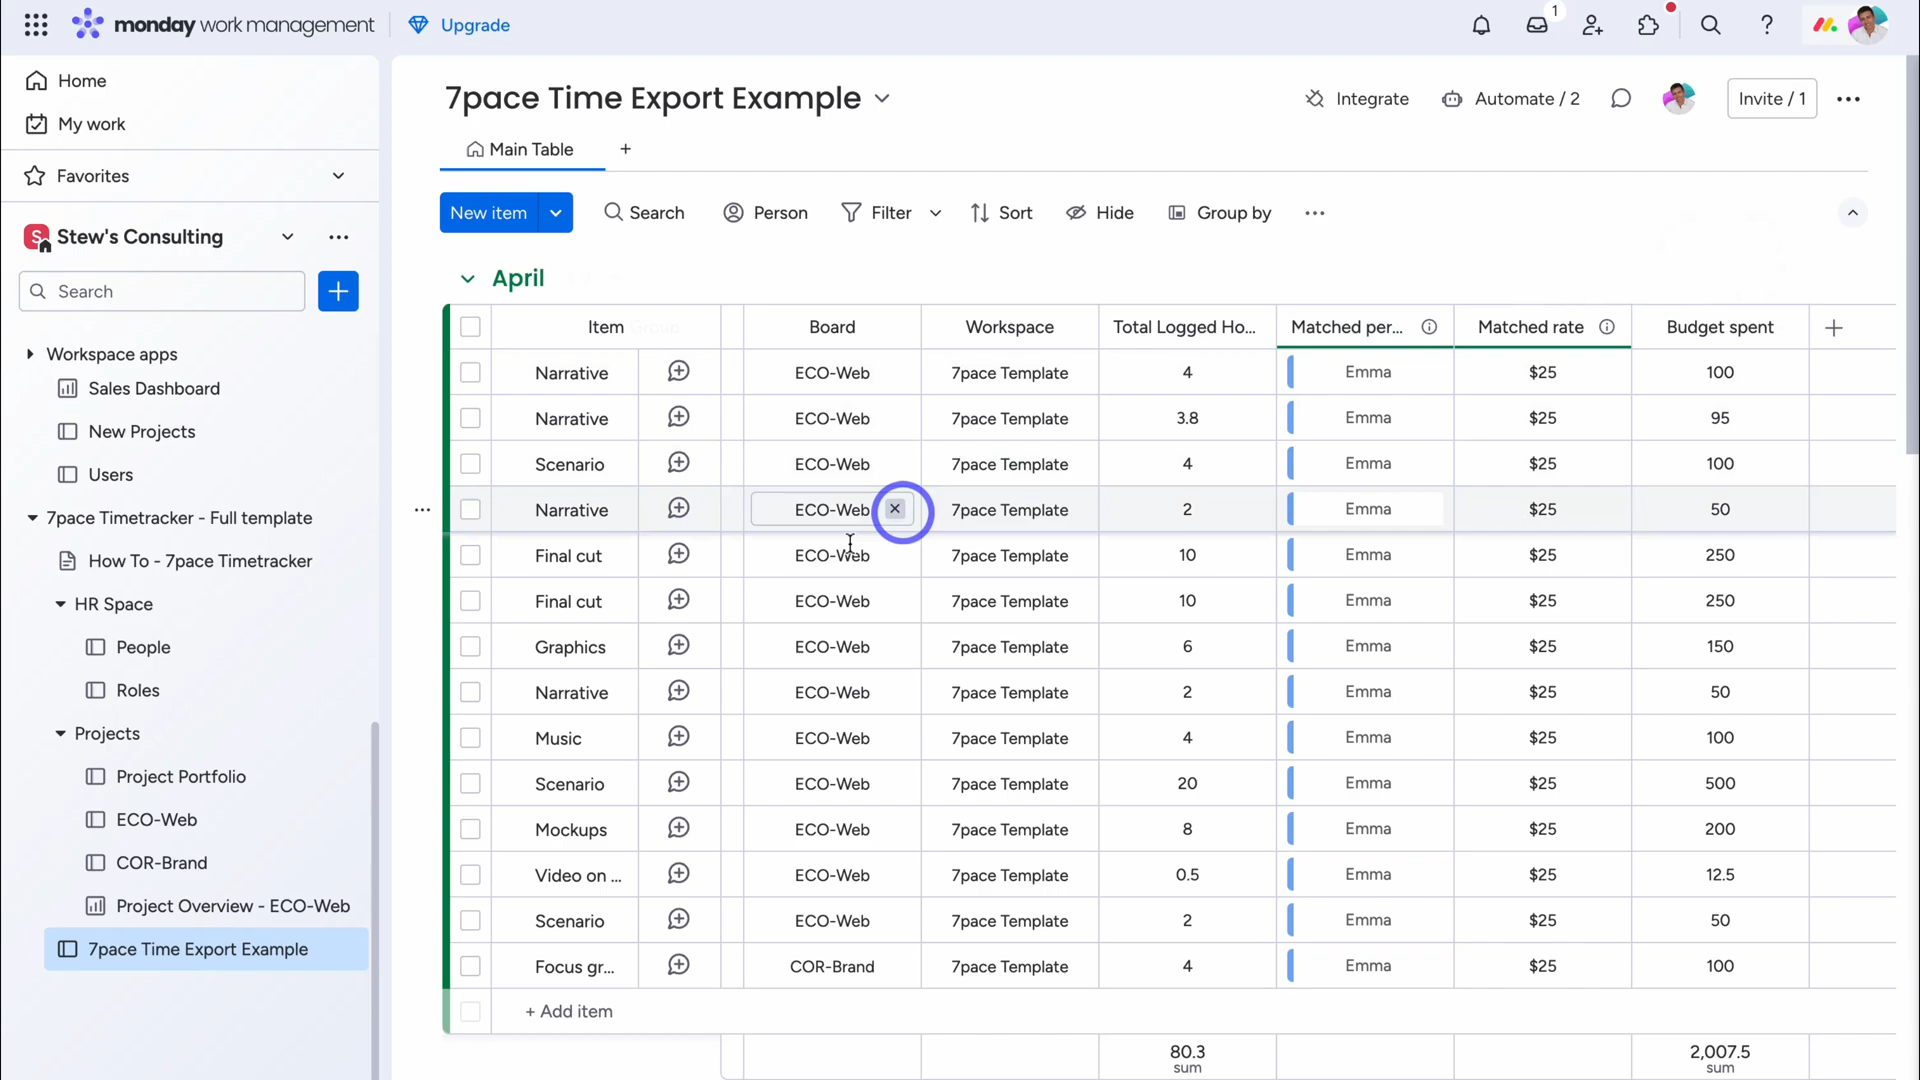 monday work management
Upgrade
1
Home
My work
Favorites
S
Stew's Consulting
Search
Workspace apps
Sales Dashboard
New Projects
Users
7pace Timetracker - Full template
How To - 7pace Timetracker
HR Space
People
Roles
Projects
Project Portfolio
ECO-Web
COR-Brand
Project Overview - ECO-Web
7pace Time Export Example
7pace Time Export Example
Integrate
Automate / 2
Invite / 1
Main Table
New item
Search
Person
Filter
Sort
Hide
Group by
April
Item Board Workspace Total Logged Ho... Matched per... Matched rate Budget spent
Narrative ECO-Web 7pace Template 4 Emma $25 100
Narrative ECO-Web 7pace Template 3.8 Emma $25 95
Scenario ECO-Web 7pace Template 4 Emma $25 100
Narrative ECO-Web 7pace Template 2 Emma $25 50
Final cut ECO-Web 7pace Template 10 Emma $25 250
Final cut ECO-Web 7pace Template 10 Emma $25 250
Graphics ECO-Web 7pace Template 6 Emma $25 150
Narrative ECO-Web 7pace Template 2 Emma $25 50
Music ECO-Web 7pace Template 4 Emma $25 100
Scenario ECO-Web 7pace Template 20 Emma $25 500
Mockups ECO-Web 7pace Template 8 Emma $25 200
Video on ... ECO-Web 7pace Template 0.5 Emma $25 12.5
Scenario ECO-Web 7pace Template 2 Emma $25 50
Focus gr... COR-Brand 7pace Template 4 Emma $25 100
+ Add item
80.3 2,007.5
sum sum